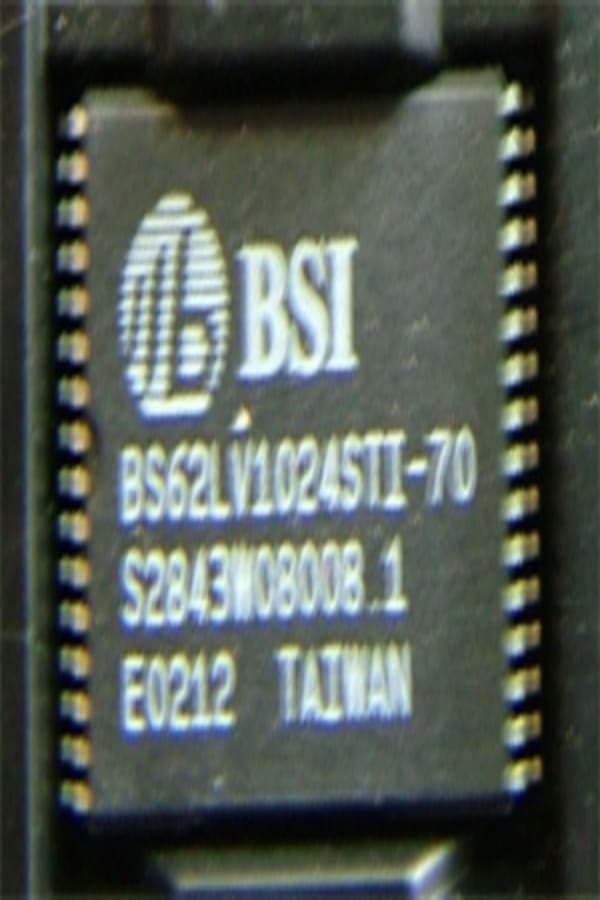 BSI
BS62LV1024STI-70
S2843W08008.1
E0212 TAIWAN